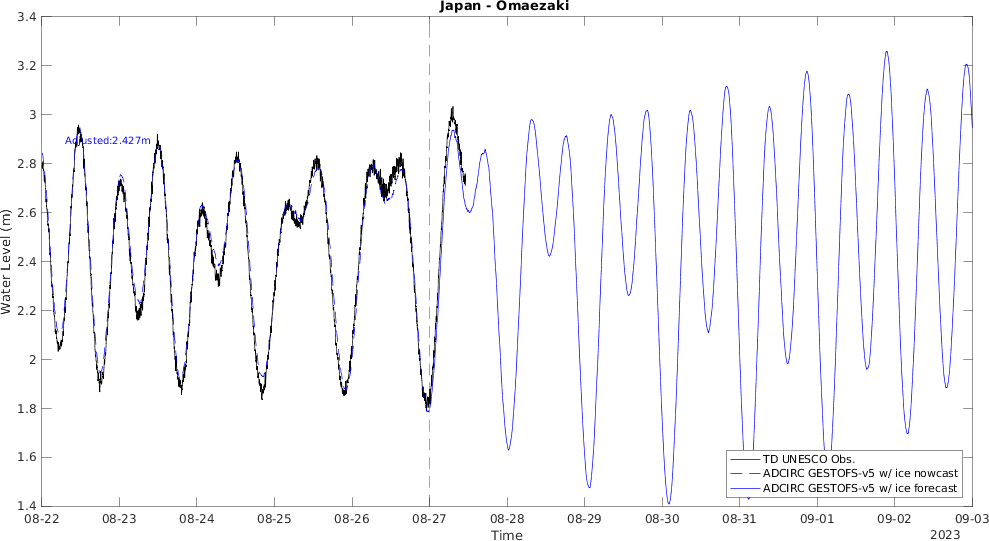 Japan - Omaezaki
3.4
3.2
3
2.8
2.6
2.4
2.2
2
1.8
1.6
1.4
Water Level (m)
Adjusted:2.427m
TD UNESCO Obs.
ADCIRC GESTOFS-v5 w/ ice nowcast
ADCIRC GESTOFS-v5 w/ ice forecast
08-22 08-23 08-24 08-25 08-26 08-27 08-28 08-29 08-30 08-31 09-01 09-02 09-03
Time
2023